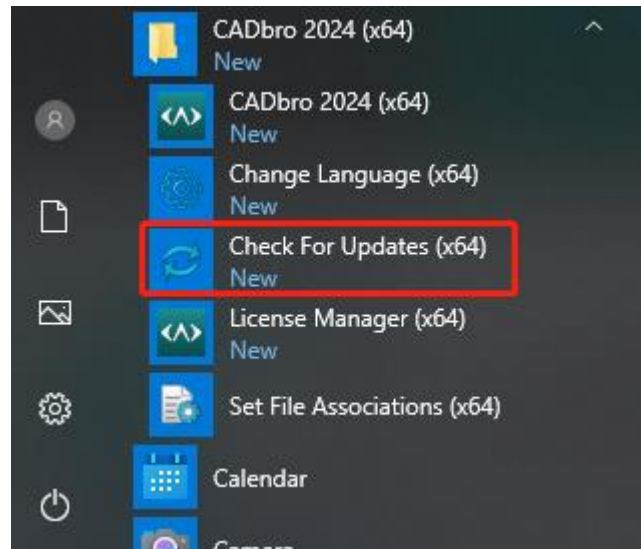 CADbro 2024 (x64)
New
CADbro 2024 (x64)
New
Change Language (x64)
New
Check For Updates (x64)
New
License Manager (x64)
New
Set File Associations (x64)
Calendar
Camera